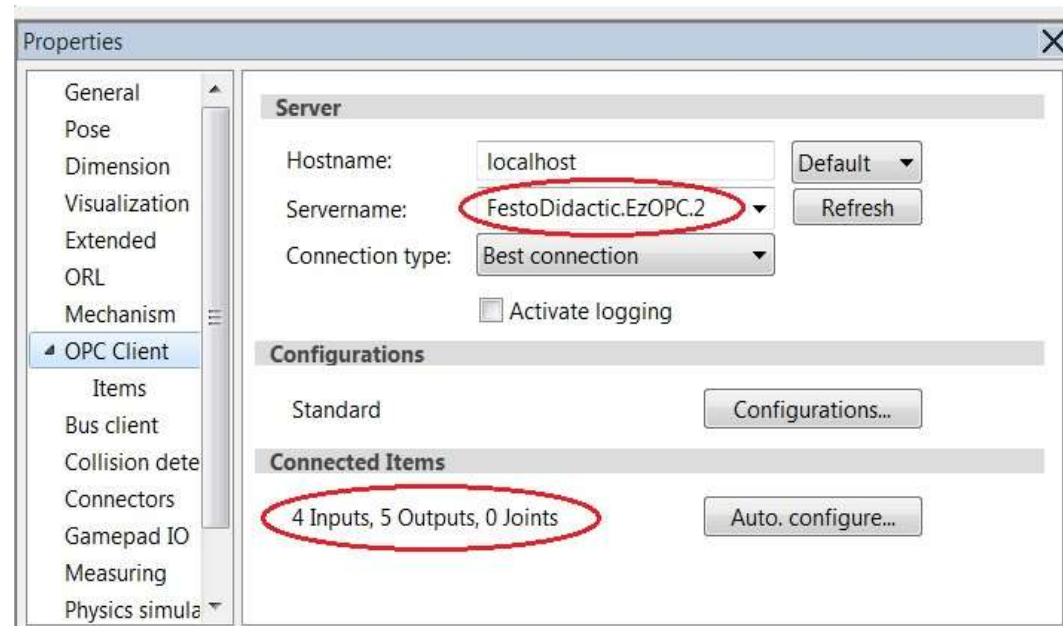 Properties
General
Pose
Dimension
Visualization
Extended
ORL
Mechanism
OPC Client
Items
Bus client
Collision dete
Connectors
Gamepad IO
Measuring
Physics simula
Server
Hostname: localhost Default
Servername: FestoDidactic.EzOPC.2 Refresh
Connection type: Best connection
Activate logging
Configurations
Standard Configurations...
Connected Items
4 Inputs, 5 Outputs, 0 Joints Auto. configure...